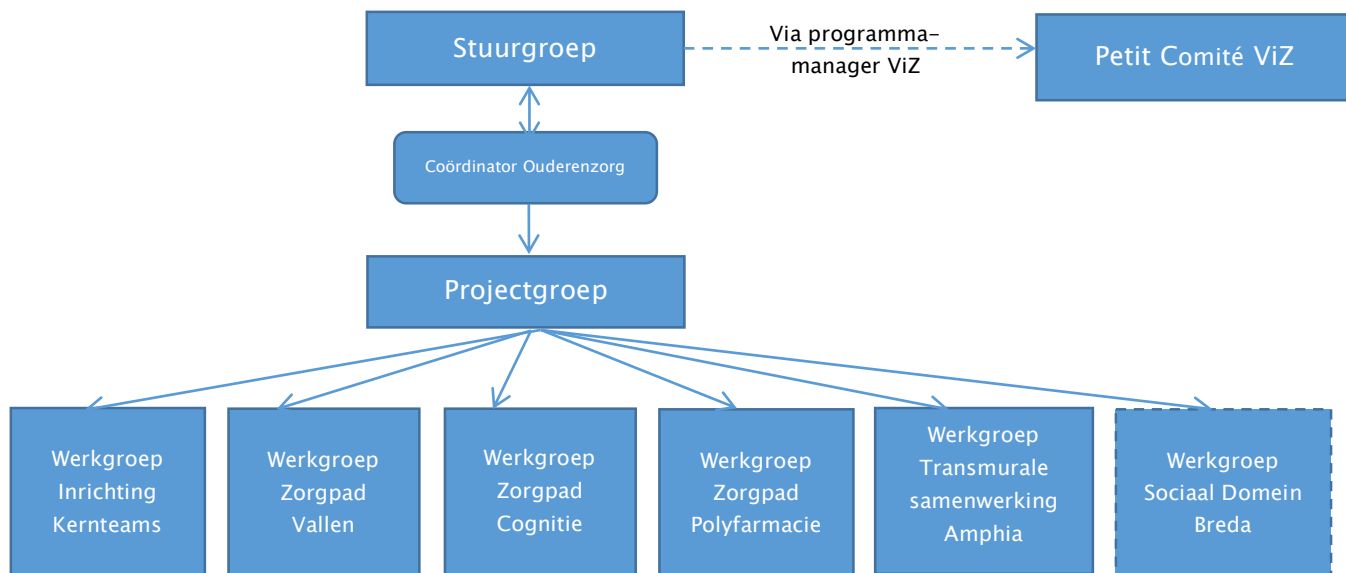 Stuurgroep
Via programma-
manager ViZ
Petit Comité ViZ
Coördinator Ouderenzorg
Projectgroep
Werkgroep
Inrichting
Kernteams
Werkgroep
Zorgpad
Vallen
Werkgroep
Zorgpad
Cognitie
Werkgroep
Zorgpad
Polyfarmacie
Werkgroep
Transmurale
samenwerking
Amphia
Werkgroep
Sociaal Domein
Breda